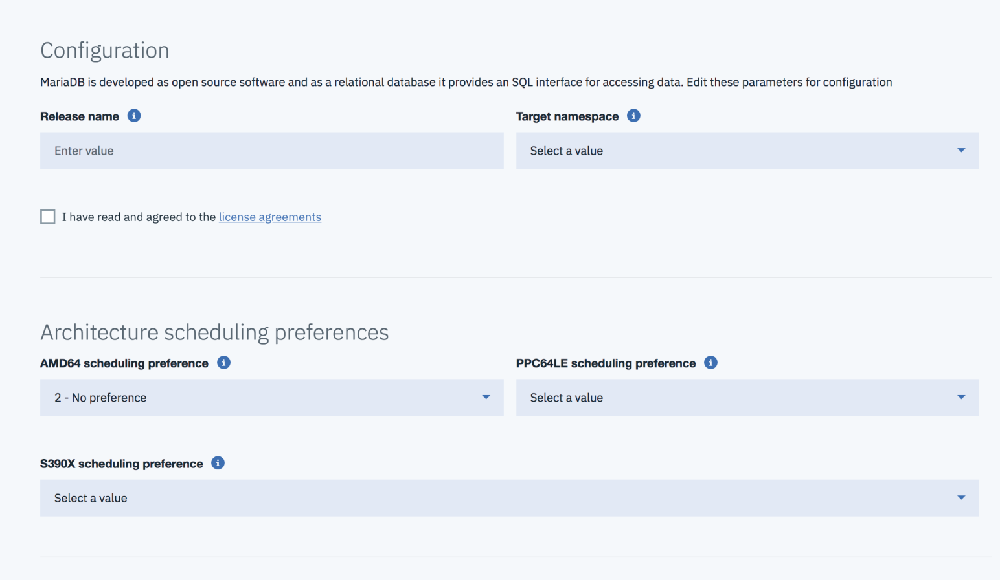 Configuration
MariaDB is developed as open source software and as a relational database it provides an SQL interface for accessing data. Edit these parameters for configuration
Release name
Target namespace
Enter value
Select a value
I have read and agreed to the license agreements
Architecture scheduling preferences
AMD64 scheduling preference
PPC64LE scheduling preference
2 - No preference
Select a value
S390X scheduling preference
Select a value